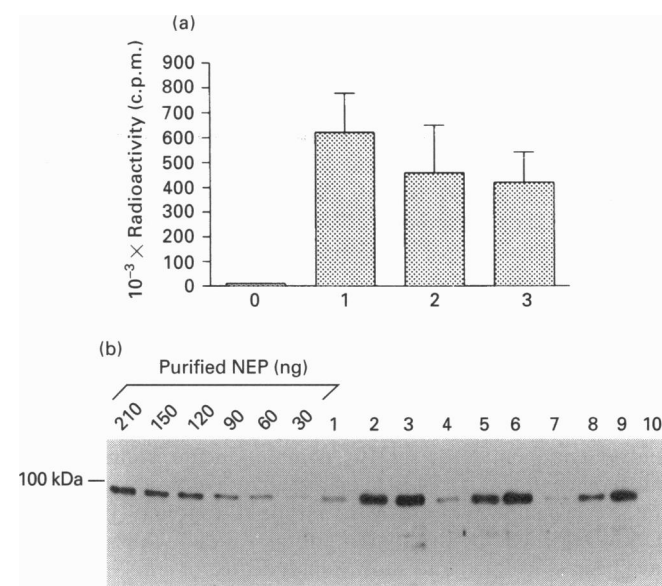 (a)
10⁻³ × Radioactivity (c.p.m.)
900
800
700
600
500
400
300
200
100
0
0 1 2 3
(b)
Purified NEP (ng)
210 150 120 90 60 30 1 2 3 4 5 6 7 8 9 10
100 kDa